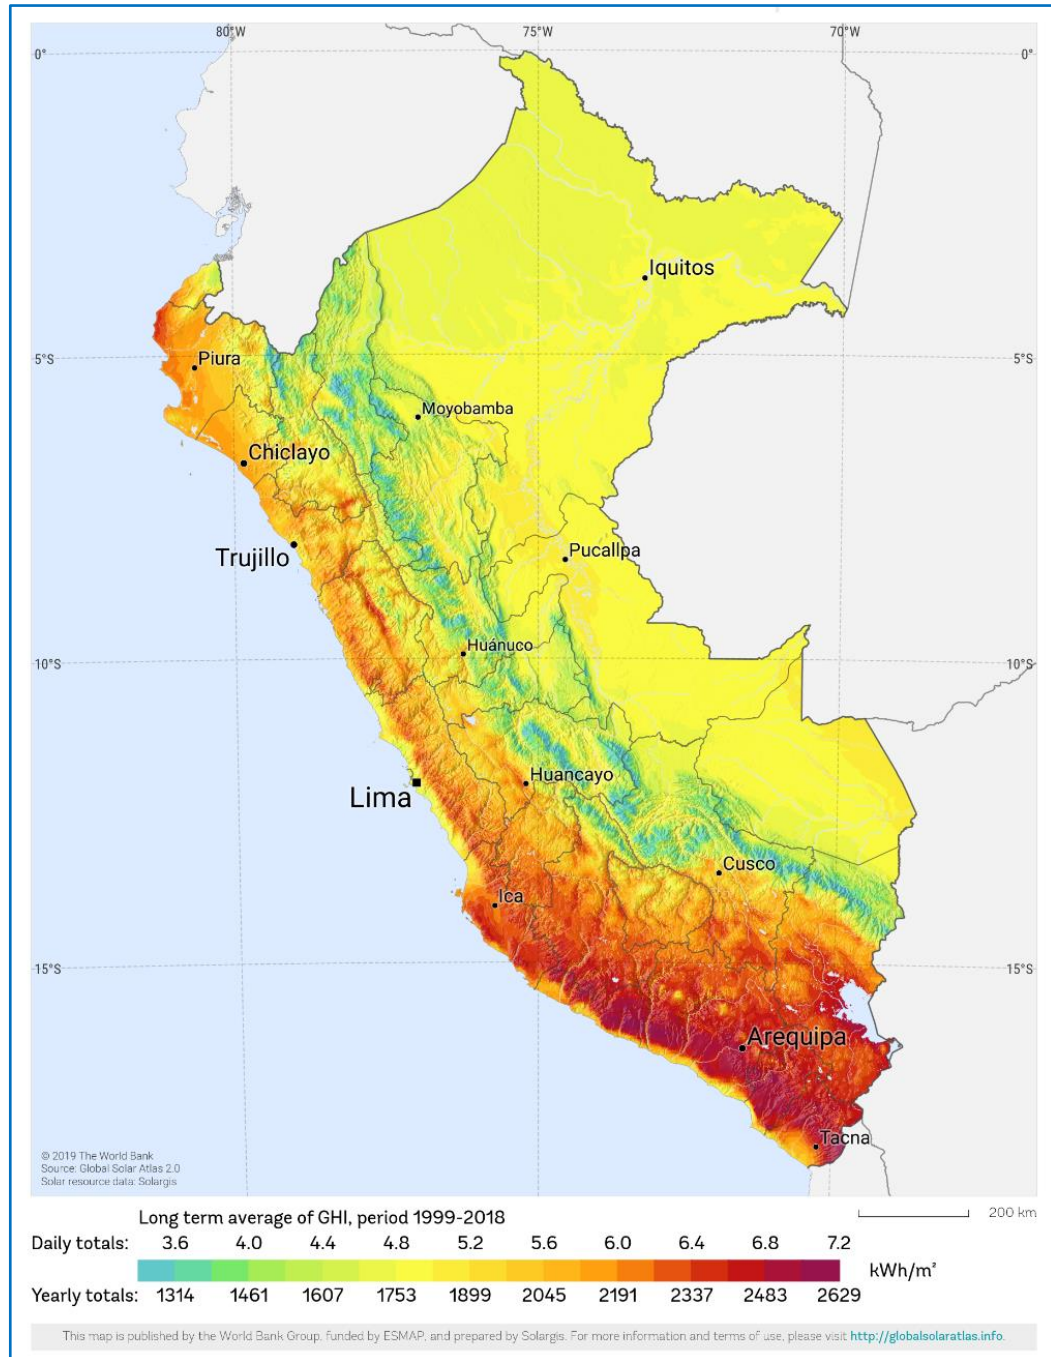 80°W 75°W 70°W
0° 0°
Iquitos
5°S 5°S
Piura
Moyobamba
Chiclayo
Trujillo
Pucallpa
Huánuco
10°S 10°S
Huancayo
Lima
Cusco
Ica
15°S 15°S
Arequipa
Tacna
© 2019 The World Bank
Source: Global Solar Atlas 2.0
Solar resource data: Solargis
Long term average of GHI, period 1999-2018
200 km
Daily totals: 3.6 4.0 4.4 4.8 5.2 5.6 6.0 6.4 6.8 7.2
kWh/m²
Yearly totals: 1314 1461 1607 1753 1899 2045 2191 2337 2483 2629
This map is published by the World Bank Group, funded by ESMAP, and prepared by Solargis. For more information and terms of use, please visit http://globalsolaratlas.info.